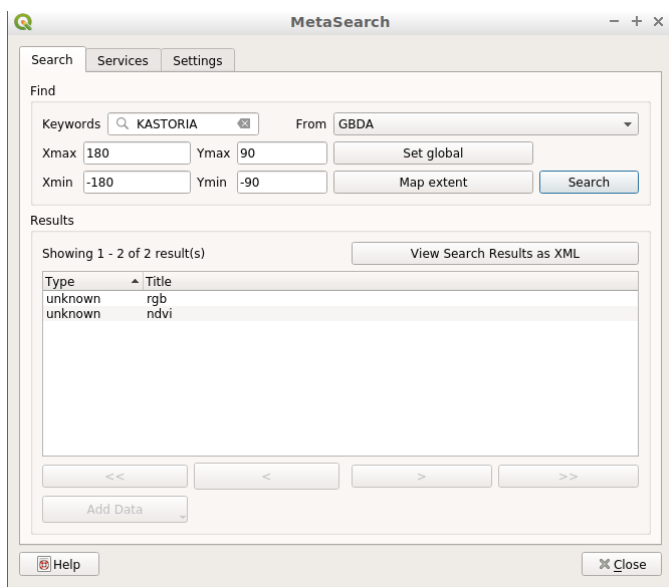 MetaSearch
Search Services Settings
Find
Keywords KASTORIA From GBDA
Xmax 180 Ymax 90 Set global
Xmin -180 Ymin -90 Map extent Search
Results
Showing 1 - 2 of 2 result(s) View Search Results as XML
Type Title
unknown rgb
unknown ndvi
<< < > >>
Add Data
Help Close